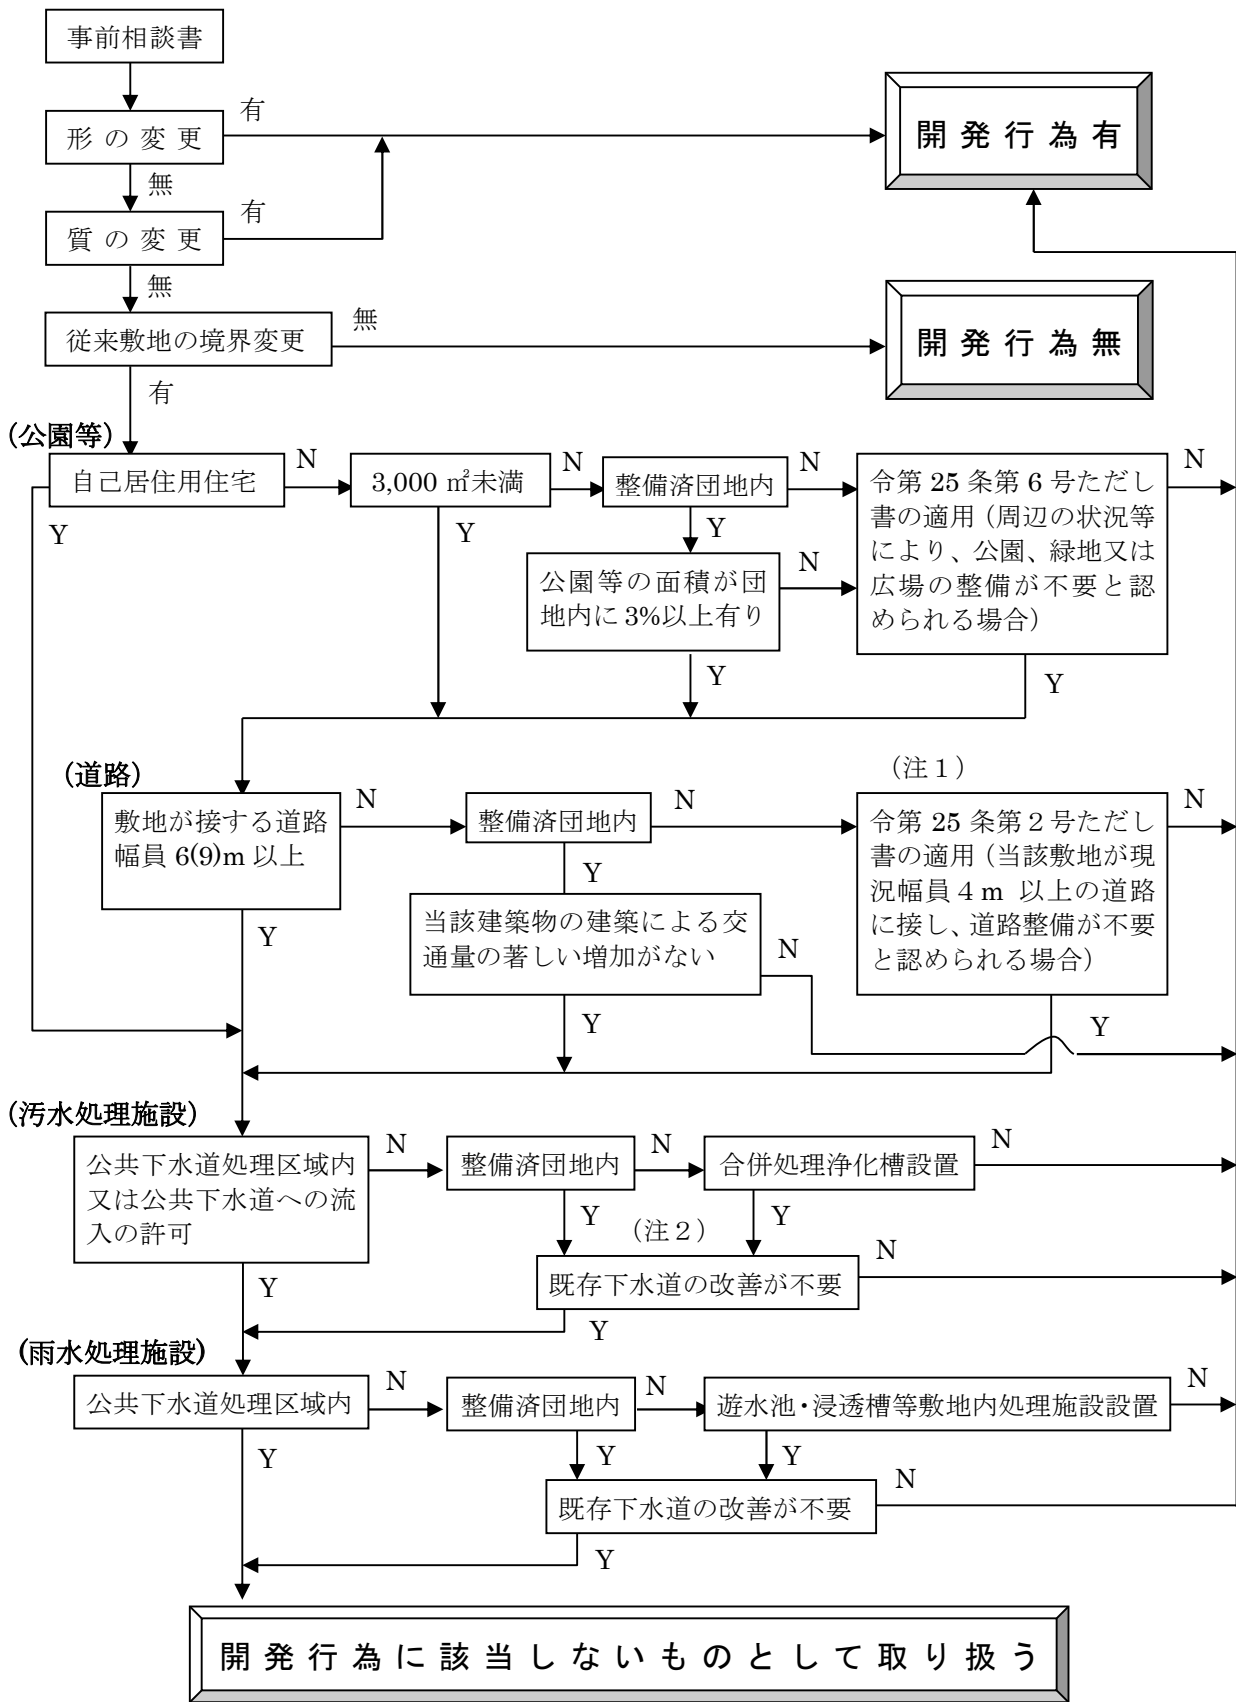 事前相談書
有
形の変更
開発行為有
無
有
質の変更
無
無
従来敷地の境界変更
開発行為無
有
(公園等)
自己居住用住宅
N
3,000 ㎡未満
N
整備済団地内
N
令第 25 条第 6 号ただし
書の適用（周辺の状況等
により、公園、緑地又は
広場の整備が不要と認
められる場合）
N
Y
Y
Y
公園等の面積が団
地内に 3%以上有り
N
Y
Y
(道路)
（注１）
敷地が接する道路
幅員 6(9)m 以上
N
整備済団地内
N
令第 25 条第２号ただし
書の適用（当該敷地が現
況幅員４ｍ 以上の道路
に接し、道路整備が不要
と認められる場合）
N
Y
Y
当該建築物の建築による交
通量の著しい増加がない
N
Y
Y
(汚水処理施設)
公共下水道処理区域内
又は公共下水道への流
入の許可
N
整備済団地内
N
合併処理浄化槽設置
N
Y
（注２）
Y
Y
既存下水道の改善が不要
N
Y
(雨水処理施設)
公共下水道処理区域内
N
整備済団地内
N
遊水池・浸透槽等敷地内処理施設設置
N
Y
Y
Y
既存下水道の改善が不要
N
Y
開発行為に該当しないものとして取り扱う